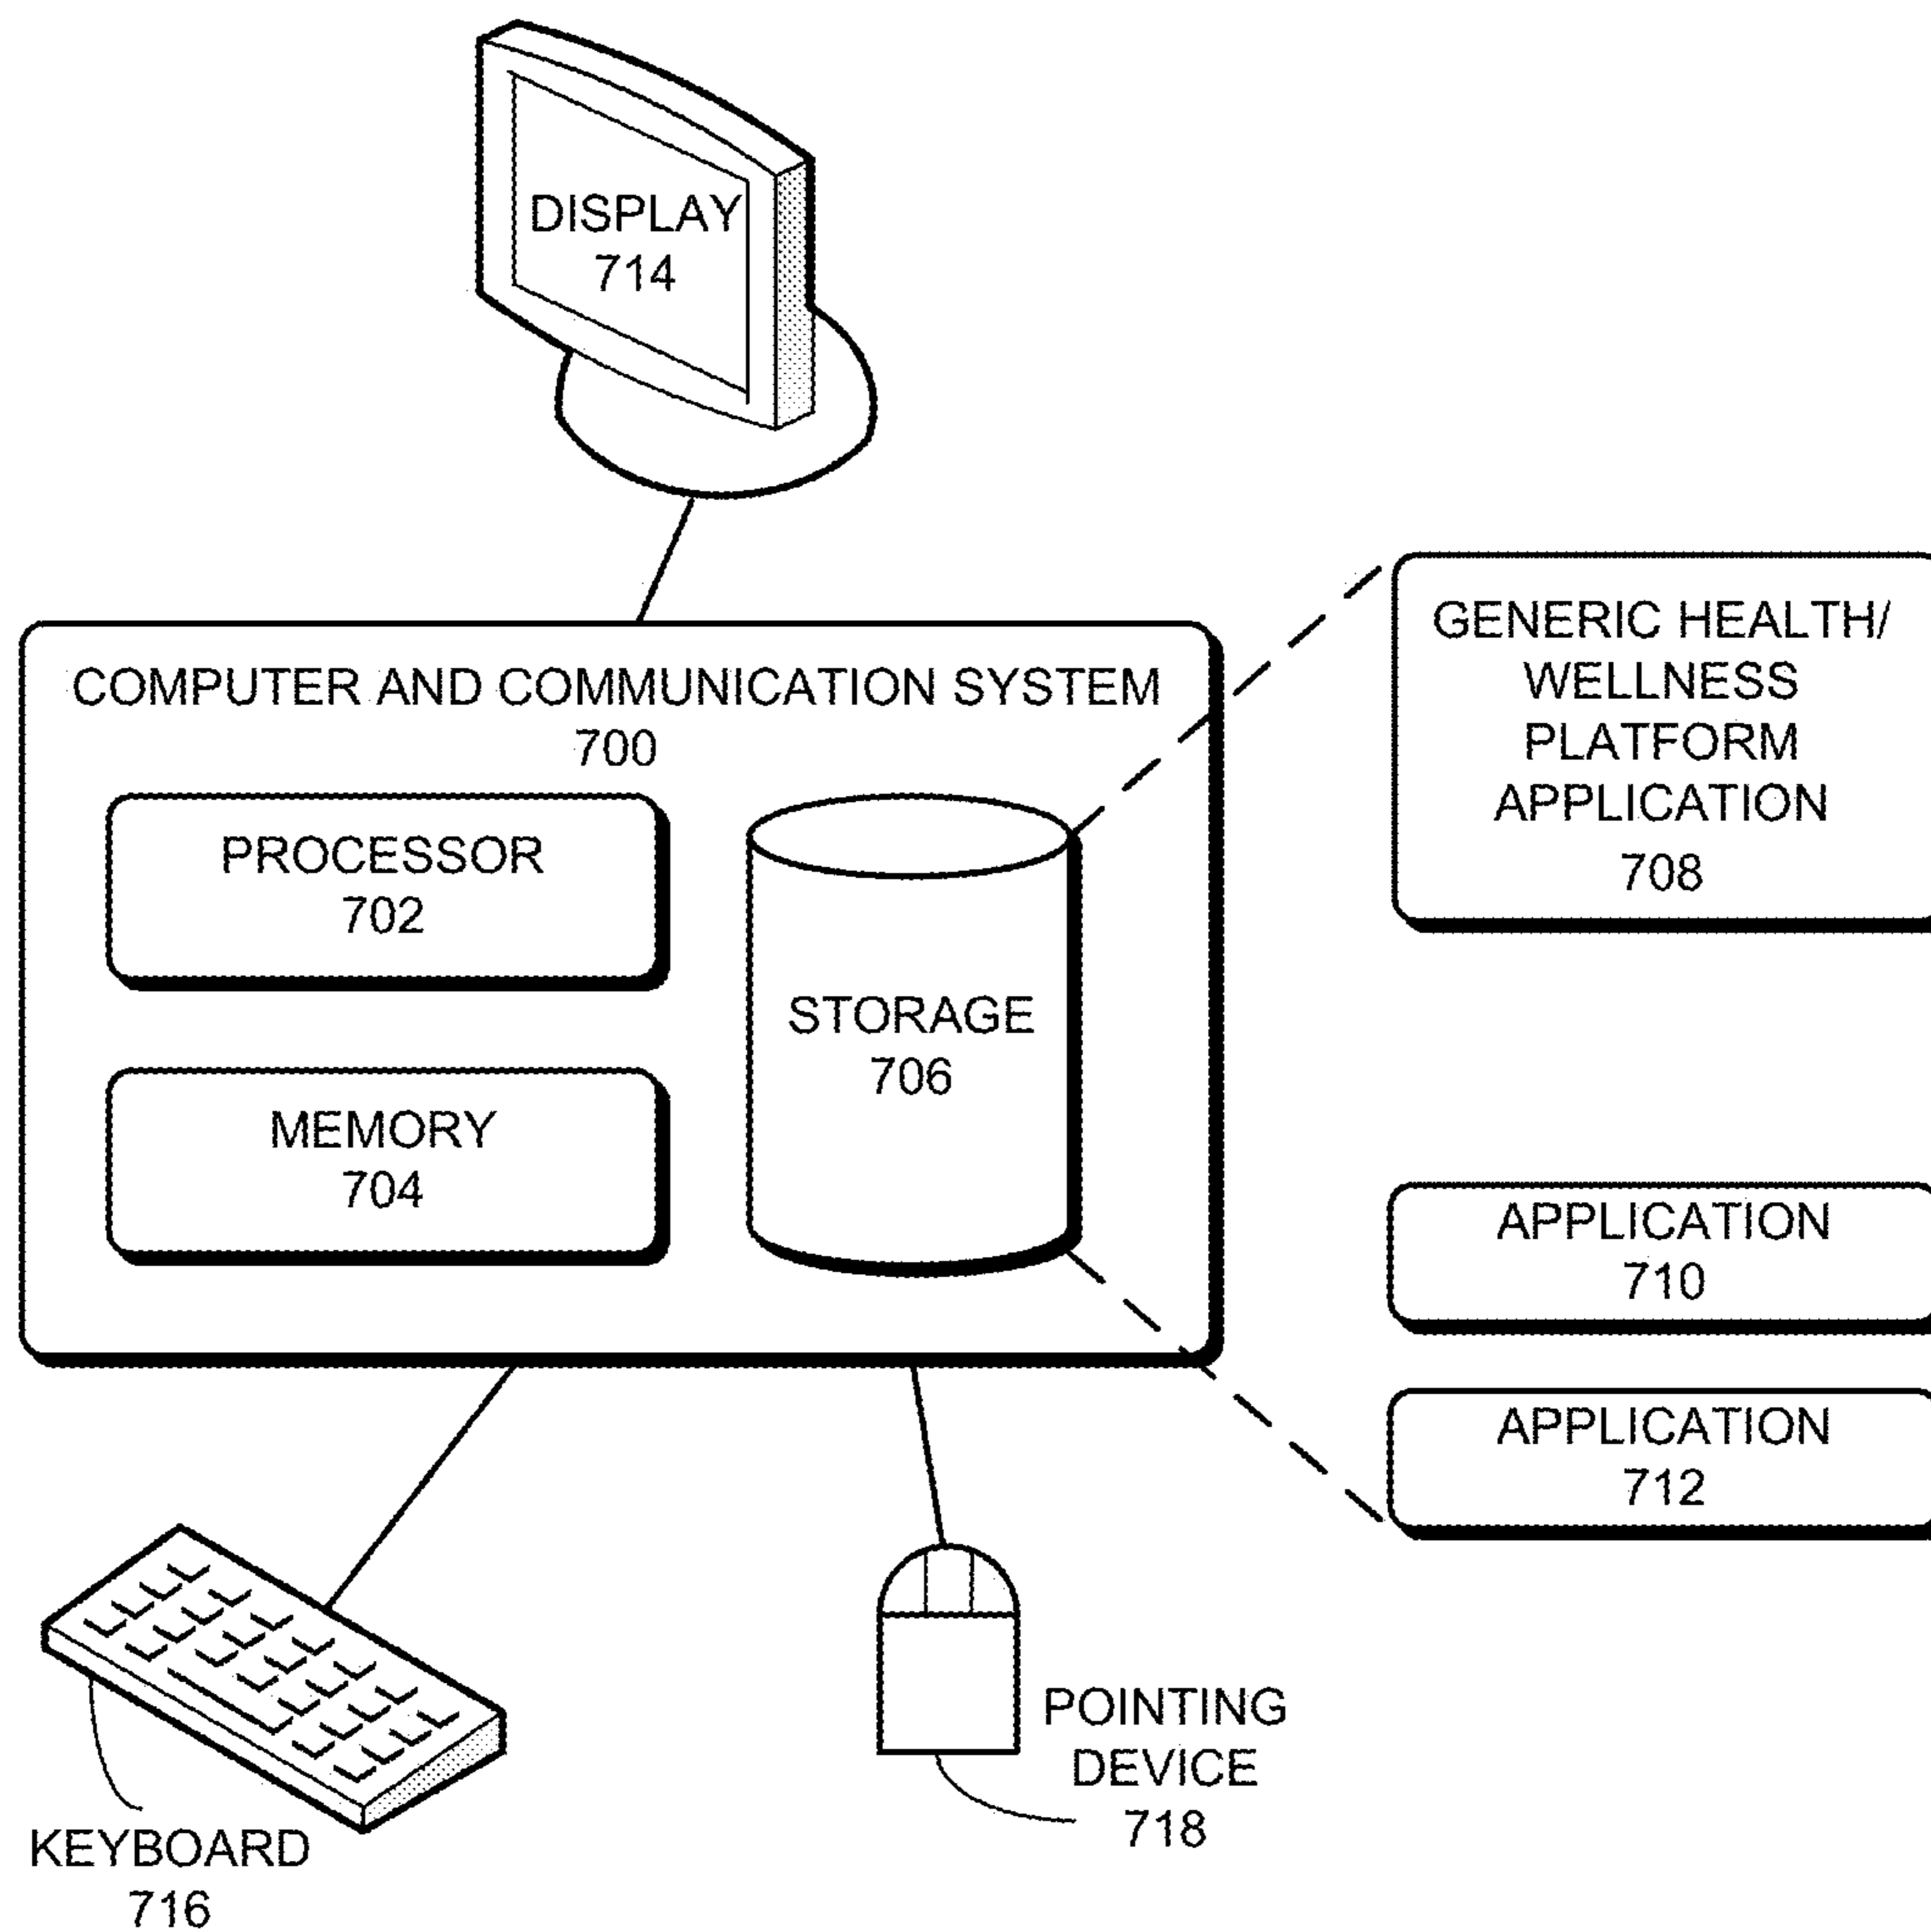 DISPLAY
714
COMPUTER AND COMMUNICATION SYSTEM
700
PROCESSOR
702
MEMORY
704
STORAGE
706
GENERIC HEALTH/
WELLNESS
PLATFORM
APPLICATION
708
APPLICATION
710
APPLICATION
712
KEYBOARD
716
POINTING
DEVICE
718